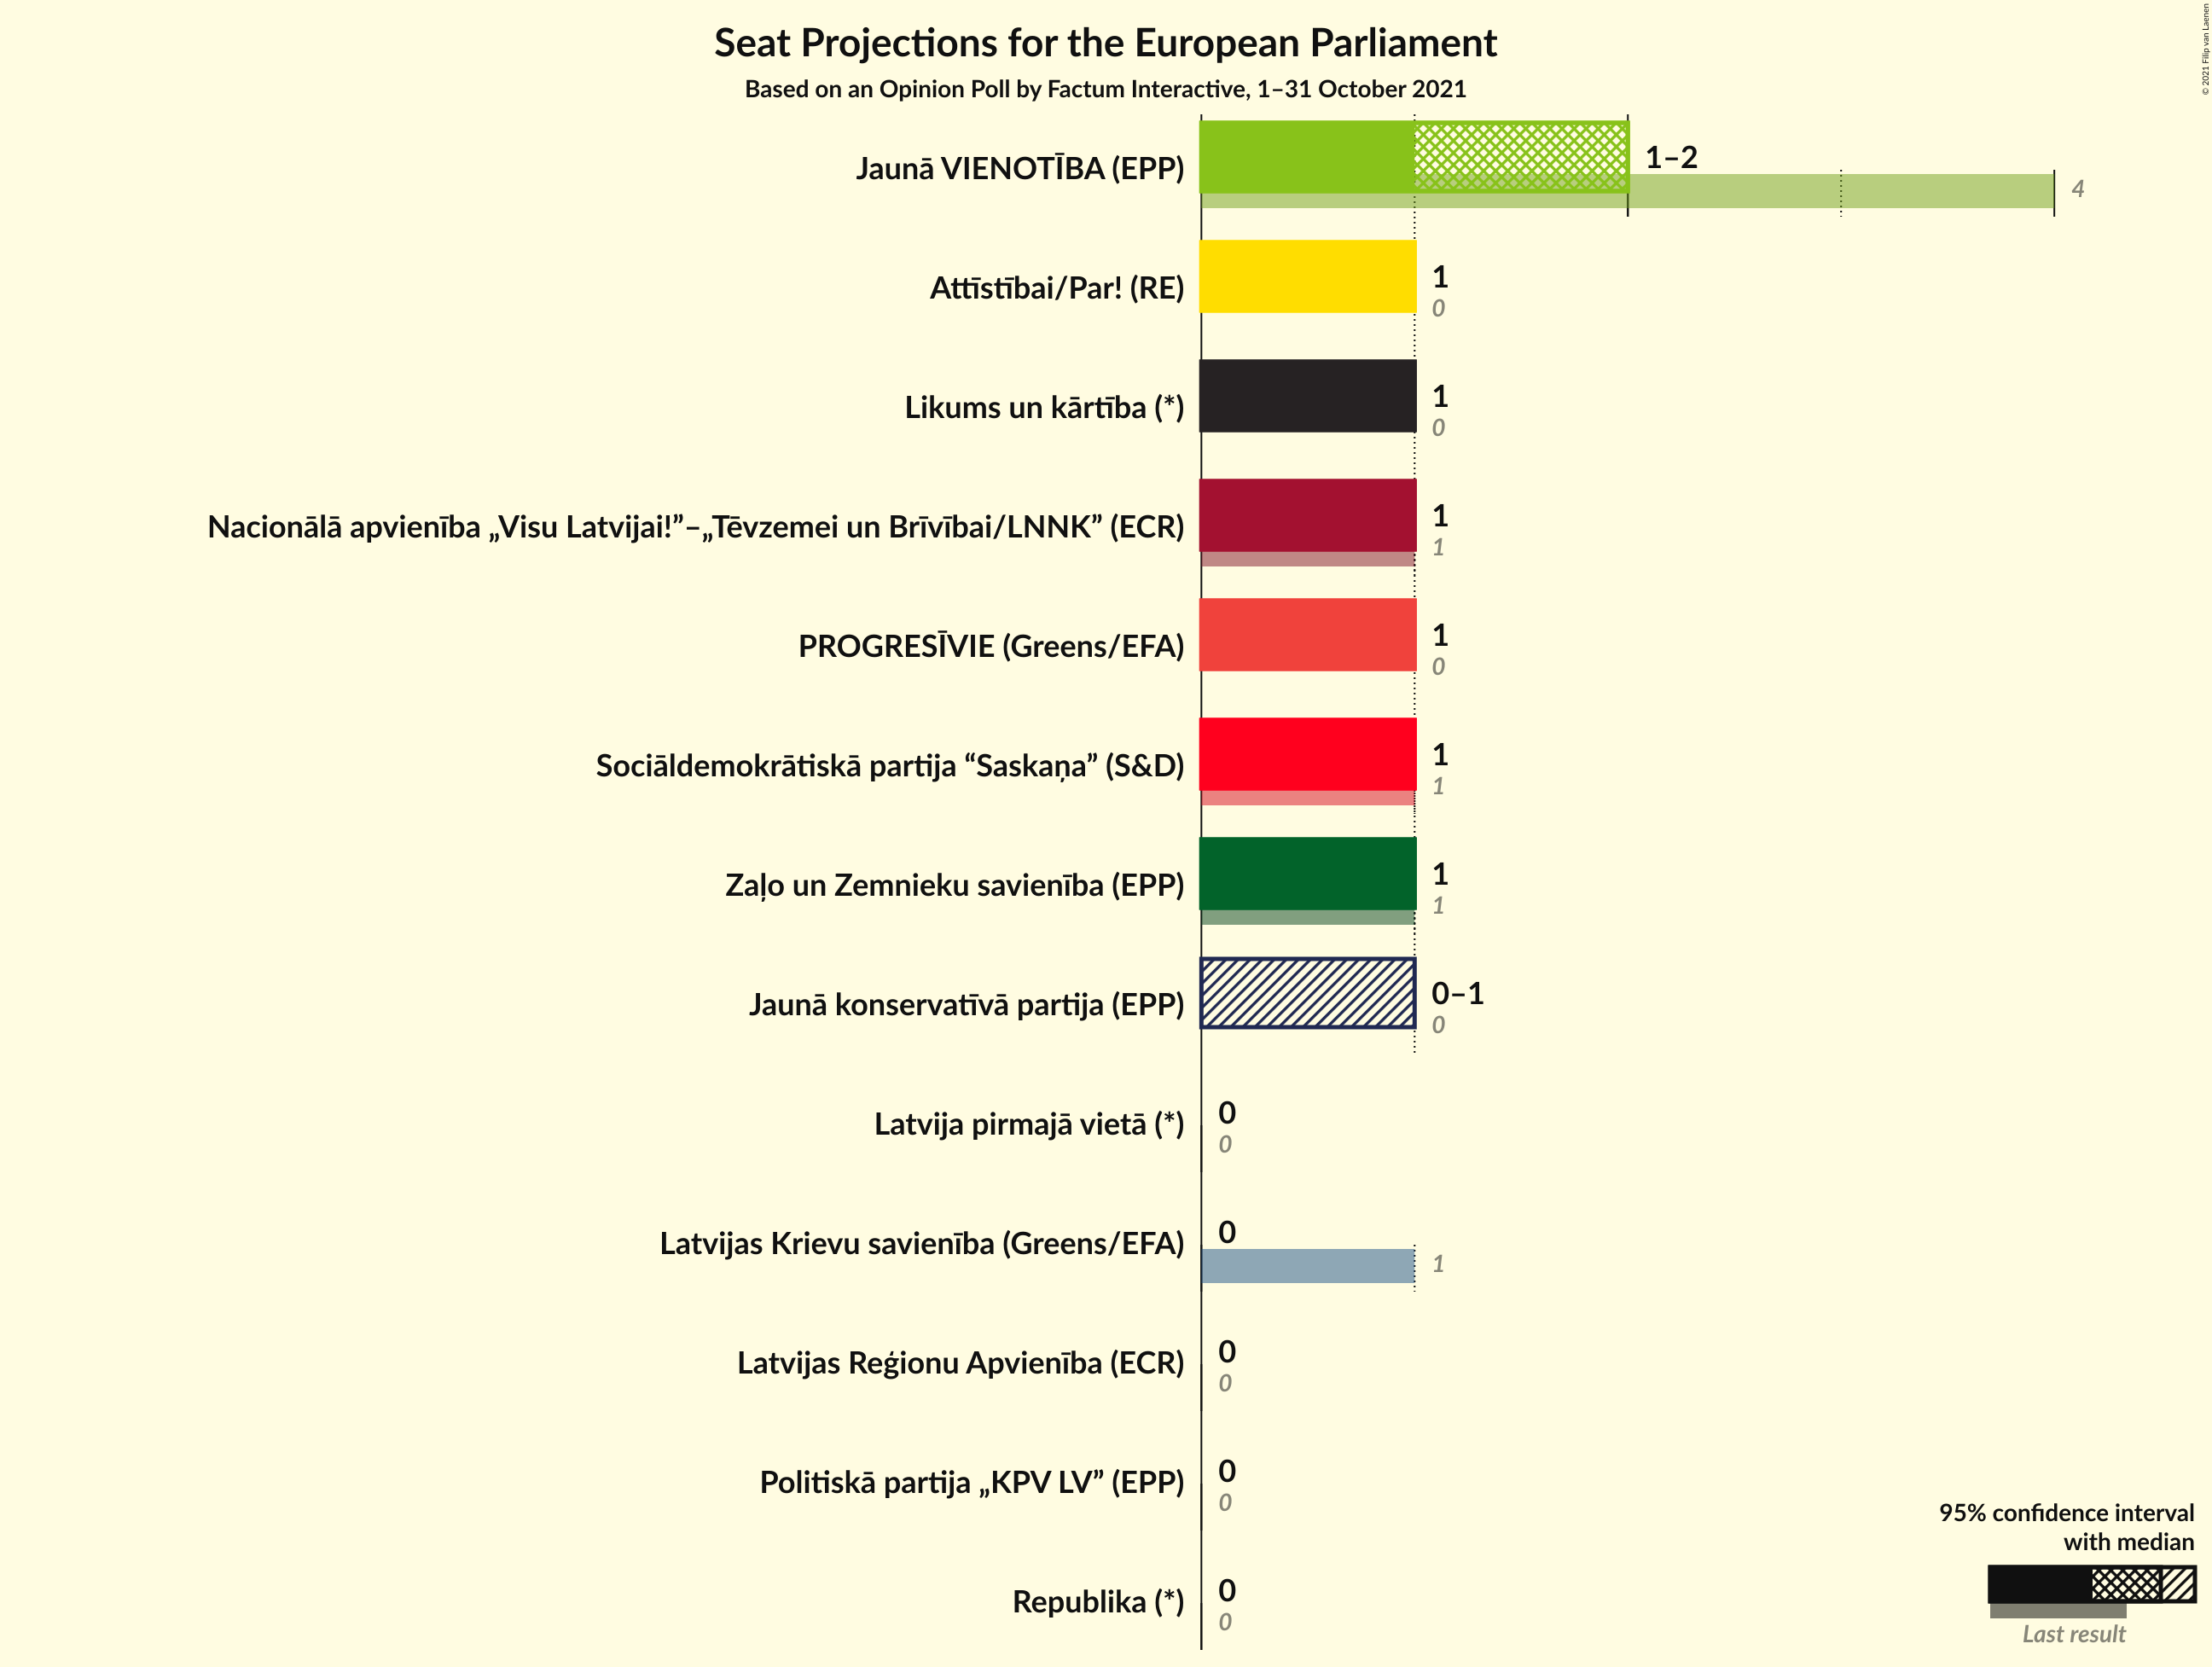 Seat Projections for the European Parliament
Based on an Opinion Poll by Factum Interactive, 1–31 October 2021
© 2021 Filip van Laenen
Jaunā VIENOTĪBA (EPP)
1–2
4
Attīstībai/Par! (RE)
1
0
Likums un kārtība (*)
1
0
Nacionālā apvienība „Visu Latvijai!”–„Tēvzemei un Brīvībai/LNNK” (ECR)
1
1
PROGRESĪVIE (Greens/EFA)
1
0
Sociāldemokrātiskā partija “Saskaņa” (S&D)
1
1
Zaļo un Zemnieku savienība (EPP)
1
1
Jaunā konservatīvā partija (EPP)
0–1
0
Latvija pirmajā vietā (*)
0
0
Latvijas Krievu savienība (Greens/EFA)
0
1
Latvijas Reģionu Apvienība (ECR)
0
0
Politiskā partija „KPV LV” (EPP)
0
0
Republika (*)
0
0
95% confidence interval
with median
Last result